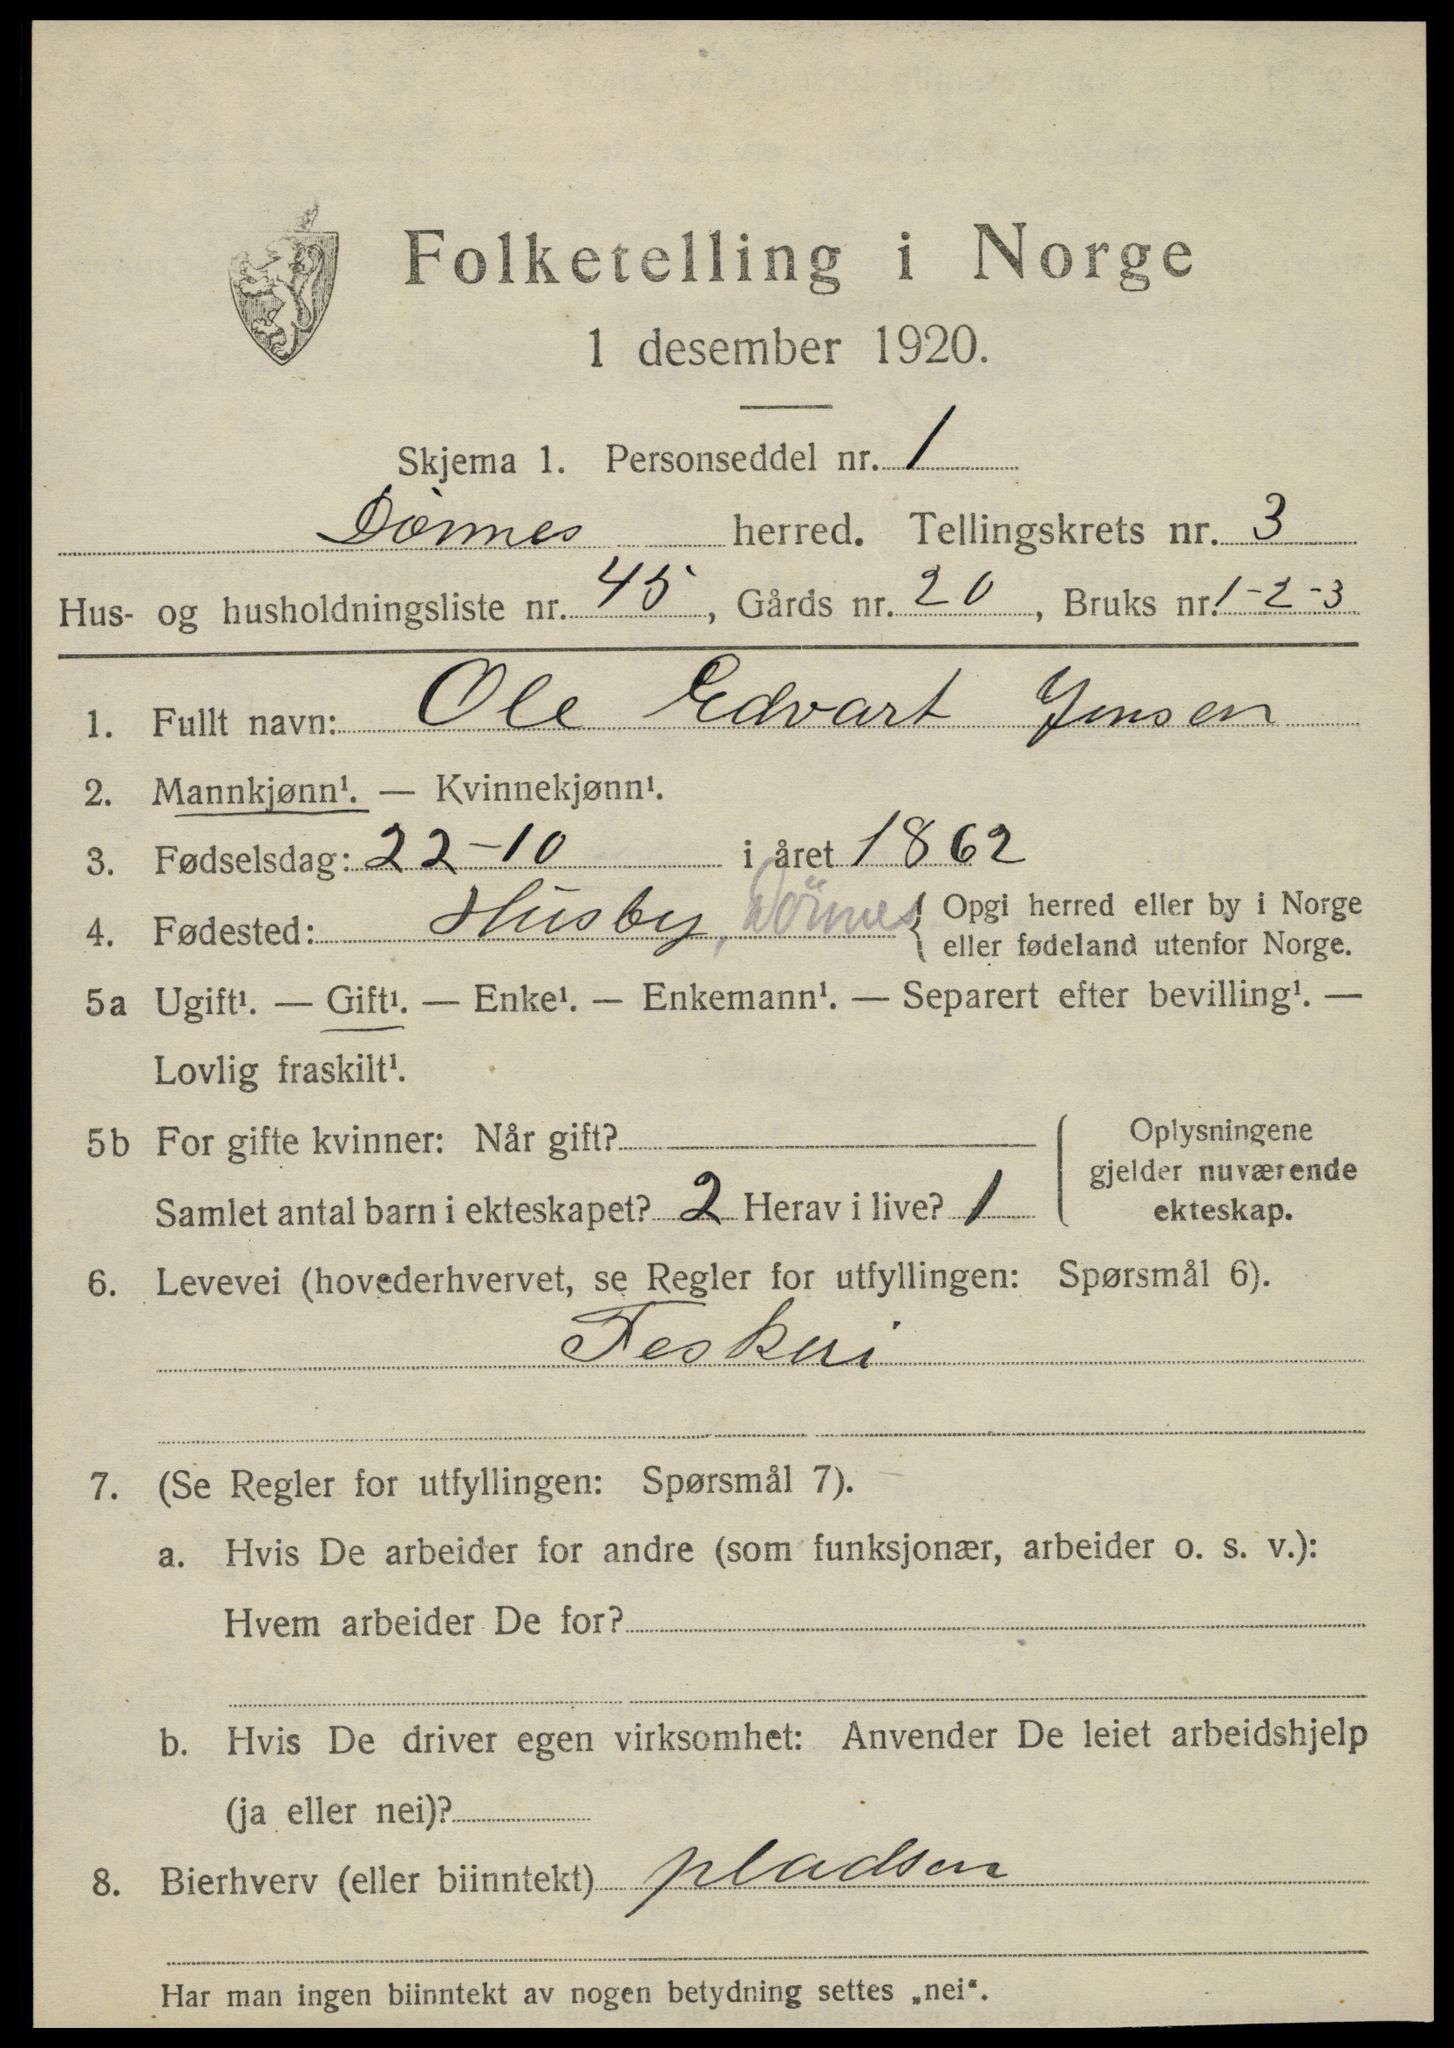 Folketelling i Norge
1 desember 1920.
Skjema 1. Personseddel nr. 1
Dönnes herred. Tellingskrets nr. 3
Hus- og husholdningsliste nr. 45, Gårds nr. 20, Bruks nr. 1-2-3
1. Fullt navn: Ole Edvart Jensen
2. Mannkjønn¹. — Kvinnekjønn¹.
3. Fødselsdag: 22-10 i året 1862
4. Fødested: Husby, Dönnes { Opgi herred eller by i Norge
eller fødeland utenfor Norge.
5a Ugift¹. — Gift¹. — Enke¹. — Enkemann¹. — Separert efter bevilling¹. —
Lovlig fraskilt¹.
5b For gifte kvinner: Når gift? —
Samlet antal barn i ekteskapet? 2 Herav i live? 1
Oplysningene
gjelder nuværende
ekteskap.
6. Levevei (hovederhvervet, se Regler for utfyllingen: Spørsmål 6).
Feskeri
7. (Se Regler for utfyllingen: Spørsmål 7).
a. Hvis De arbeider for andre (som funksjonær, arbeider o. s. v.):
Hvem arbeider De for?
b. Hvis De driver egen virksomhet: Anvender De leiet arbeidshjelp
(ja eller nei)?
8. Bierhverv (eller biinntekt) pladsen
Har man ingen biinntekt av nogen betydning settes „nei“.